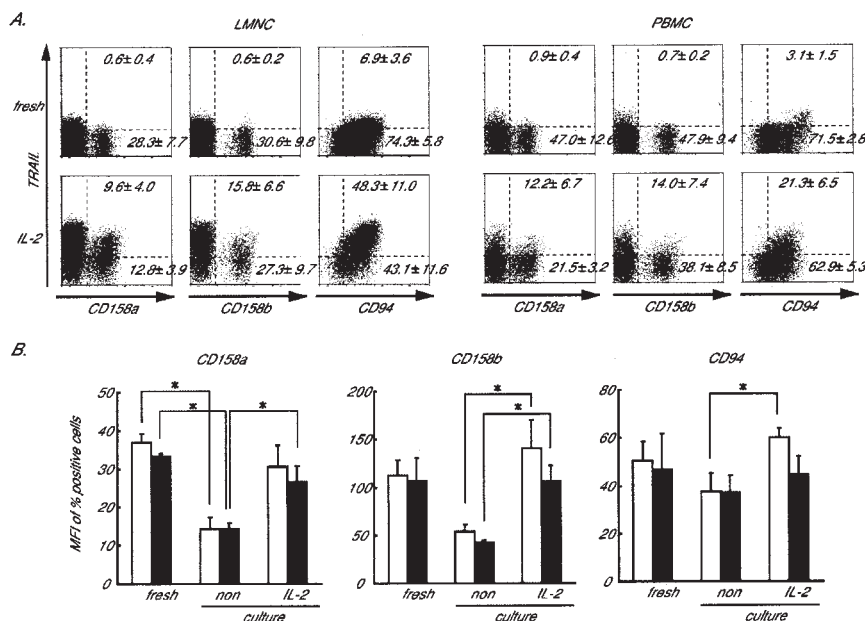 A.
LMNC
PBMC
0.6± 0.4
0.6± 0.2
6.9± 3.6
0.9± 0.4
0.7± 0.2
3.1± 1.5
fresh
28.3± 7.7
30.6± 9.8
74.3± 5.8
47.0± 12.6
47.9± 9.4
71.5± 2.8
TRAIL
9.6± 4.0
15.8± 6.6
48.3± 11.0
12.2± 6.7
14.0± 7.4
21.3± 6.5
IL-2
12.8± 3.9
27.3± 9.7
43.1± 11.6
21.5± 3.2
38.1± 8.5
62.9± 5.3
CD158a
CD158b
CD94
CD158a
CD158b
CD94
B.
CD158a
CD158b
CD94
MFI of % positive cells
50
40
30
20
10
0
*
*
*
fresh
non
IL-2
culture
200
150
100
50
0
*
*
fresh
non
IL-2
culture
80
60
40
20
0
*
fresh
non
IL-2
culture